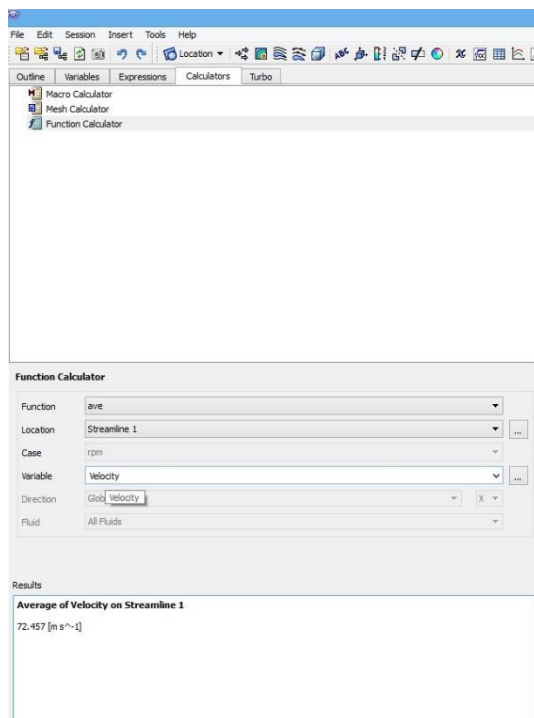 File Edit Session Insert Tools Help
Location
Outline Variables Expressions Calculators Turbo
Macro Calculator
Mesh Calculator
Function Calculator
Function Calculator
Function ave
Location Streamline 1 ...
Case rpm
Variable Velocity ...
Direction Glob Velocity X
Fluid All Fluids
Results
Average of Velocity on Streamline 1
72.457 [m s^-1]